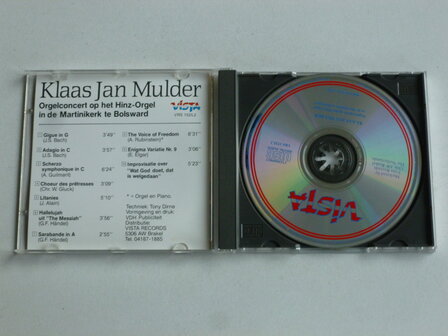 Klaas Jan Mulder
Orgelconcert op het Hinz-Orgel
in de Martinikerk te Bolsward
VISTA
Gigue in G 3'49"
(J.S. Bach)
Adagio in C 3'57"
(J.S. Bach)
Scherzo
symphonique in C 6'24"
(A. Guilmant)
Choeur des prêtresses 3'09"
(Chr. W. Gluck)
Litanies 5'10"
(J. Alain)
Hallelujah
uit "The Messiah" 3'56"
(G.F. Händel)
Sarabande in A 2'55"
(G.F. Händel)
The Voice of Freedom 6'31"
(A. Rubinstein)*
Enigma Variatie Nr. 9 3'06"
(E. Elgar)
Improvisatie over 5'23"
"Wat God doet, dat
is welgedaan"
* = Orgel en Piano.
Techniek: Tony Dirne
Vormgeving en druk:
VDH Publiciteit
Distributie:
VISTA RECORDS
5306 AW Brakel
Tel. 04187-1885
VISTA